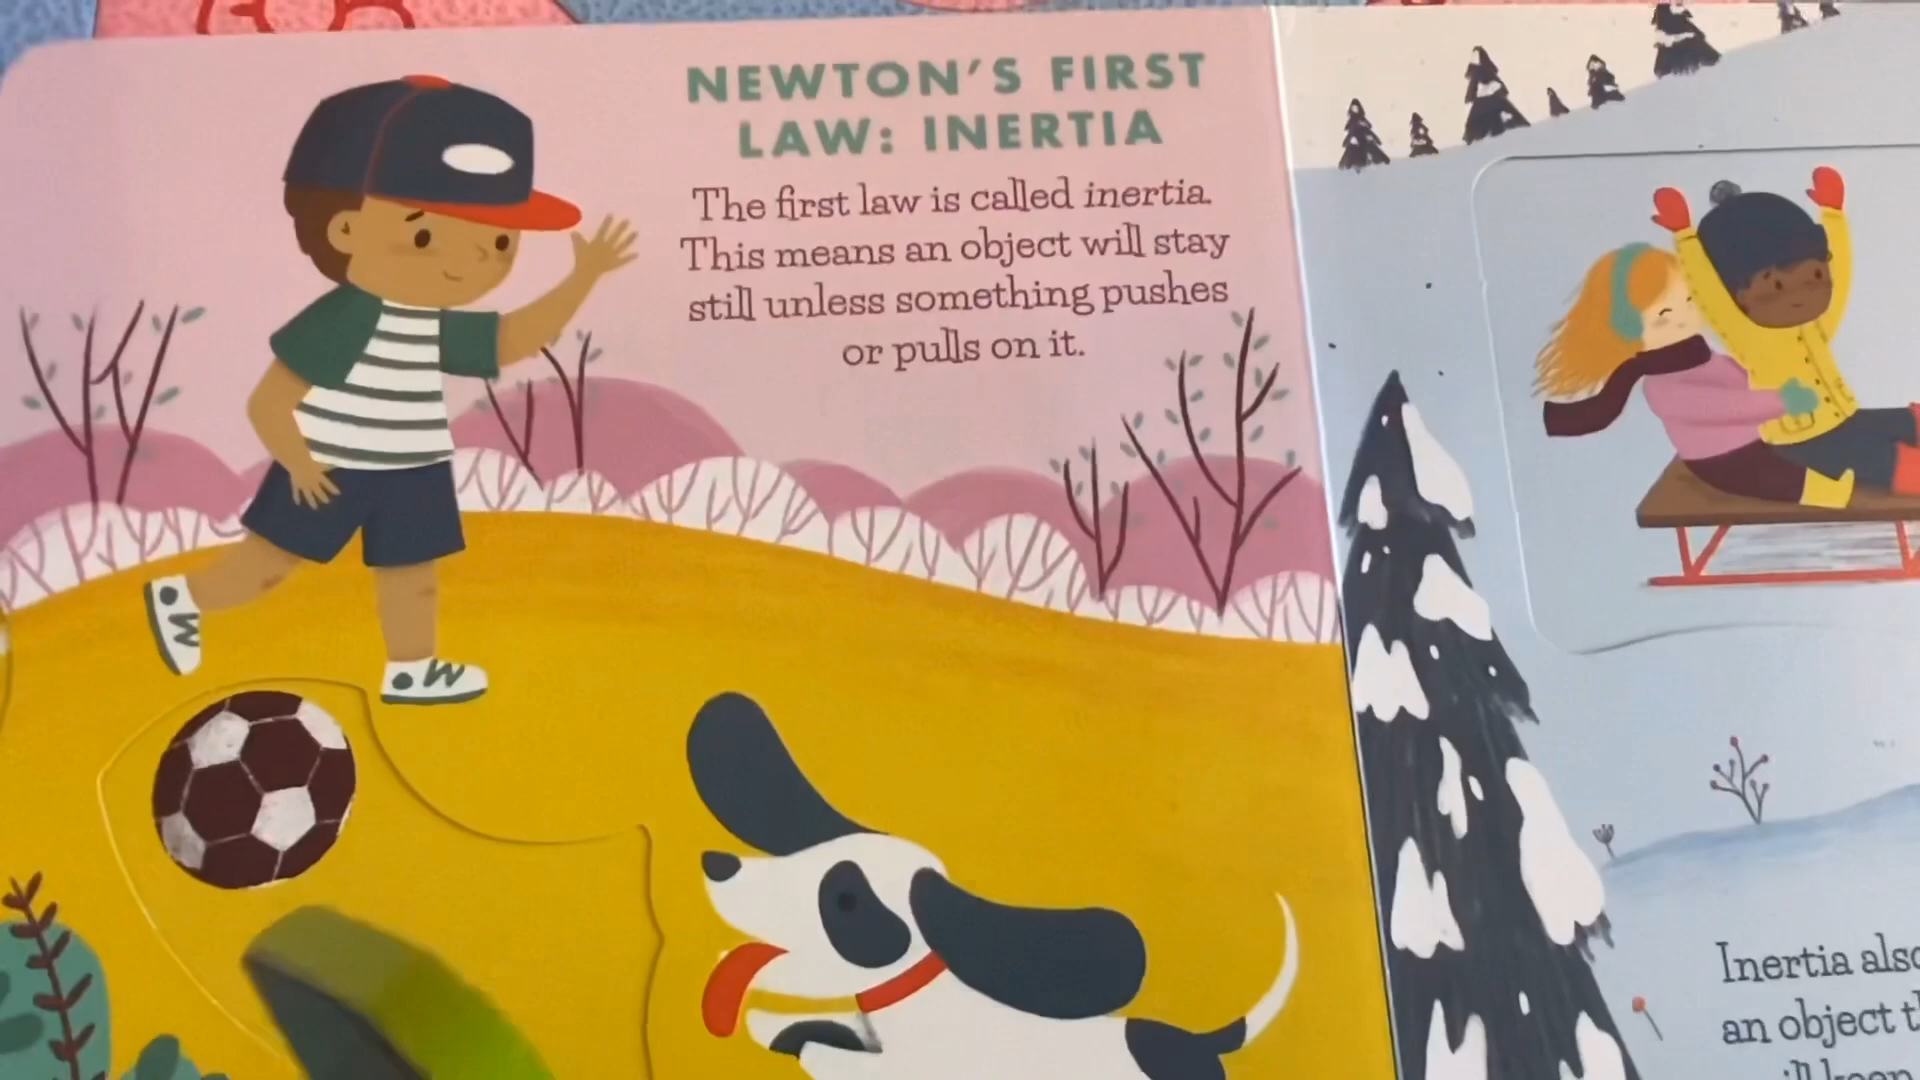 NEWTON'S FIRST
LAW: INERTIA
The first law is called inertia.
This means an object will stay
still unless something pushes
or pulls on it.
Inertia also
an object